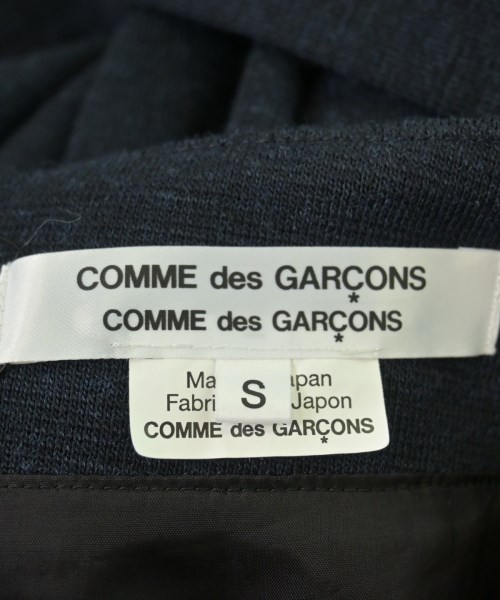 COMME des GARÇONS
*
COMME des GARÇONS
*
Ma S apan
Fabri Japon
COMME des GARÇONS
*